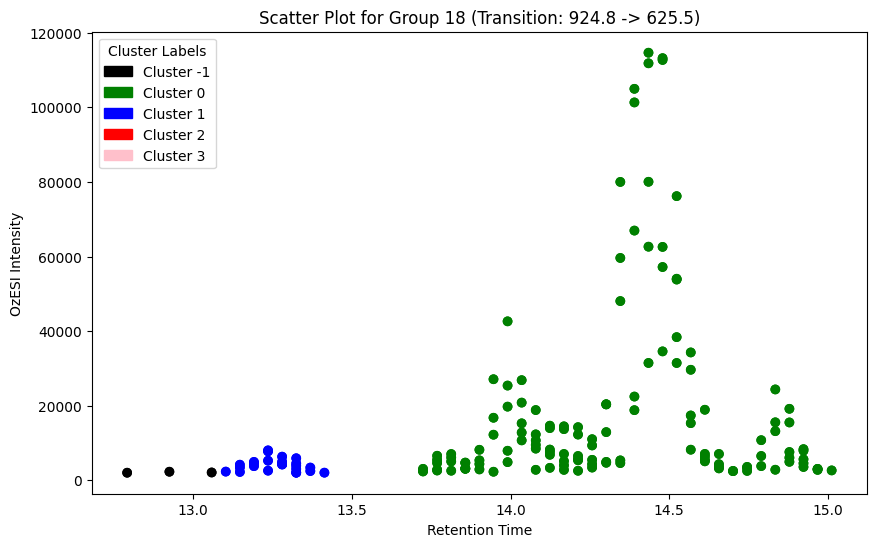 Scatter Plot for Group 18 (Transition: 924.8 -> 625.5)
Cluster Labels
Cluster -1
Cluster 0
Cluster 1
Cluster 2
Cluster 3
OzESI Intensity
120000
100000
80000
60000
40000
20000
0
13.0 13.5 14.0 14.5 15.0
Retention Time